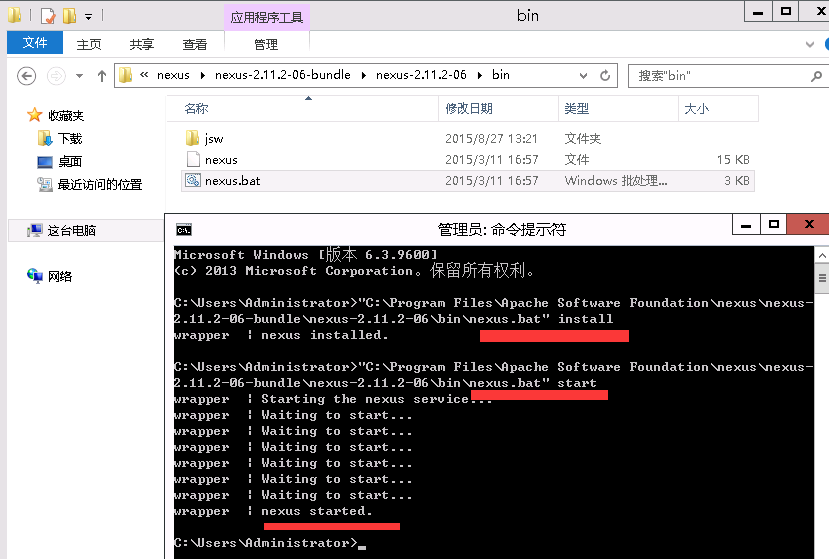 应用程序工具
bin
文件
主页
共享
查看
管理
« nexus nexus-2.11.2-06-bundle nexus-2.11.2-06 bin
搜索"bin"
收藏夹
下载
桌面
最近访问的位置
这台电脑
网络
名称 修改日期 类型 大小
jsw 2015/8/27 13:21 文件夹
nexus 2015/3/11 16:57 文件 15 KB
nexus.bat 2015/3/11 16:57 Windows 批处理... 3 KB
管理员: 命令提示符
Microsoft Windows [版本 6.3.9600]
(c) 2013 Microsoft Corporation。保留所有权利。
C:\Users\Administrator>"C:\Program Files\Apache Software Foundation\nexus\nexus-
2.11.2-06-bundle\nexus-2.11.2-06\bin\nexus.bat" install
wrapper | nexus installed.
C:\Users\Administrator>"C:\Program Files\Apache Software Foundation\nexus\nexus-
2.11.2-06-bundle\nexus-2.11.2-06\bin\nexus.bat" start
wrapper | Starting the nexus service...
wrapper | Waiting to start...
wrapper | Waiting to start...
wrapper | Waiting to start...
wrapper | Waiting to start...
wrapper | Waiting to start...
wrapper | Waiting to start...
wrapper | nexus started.
C:\Users\Administrator>